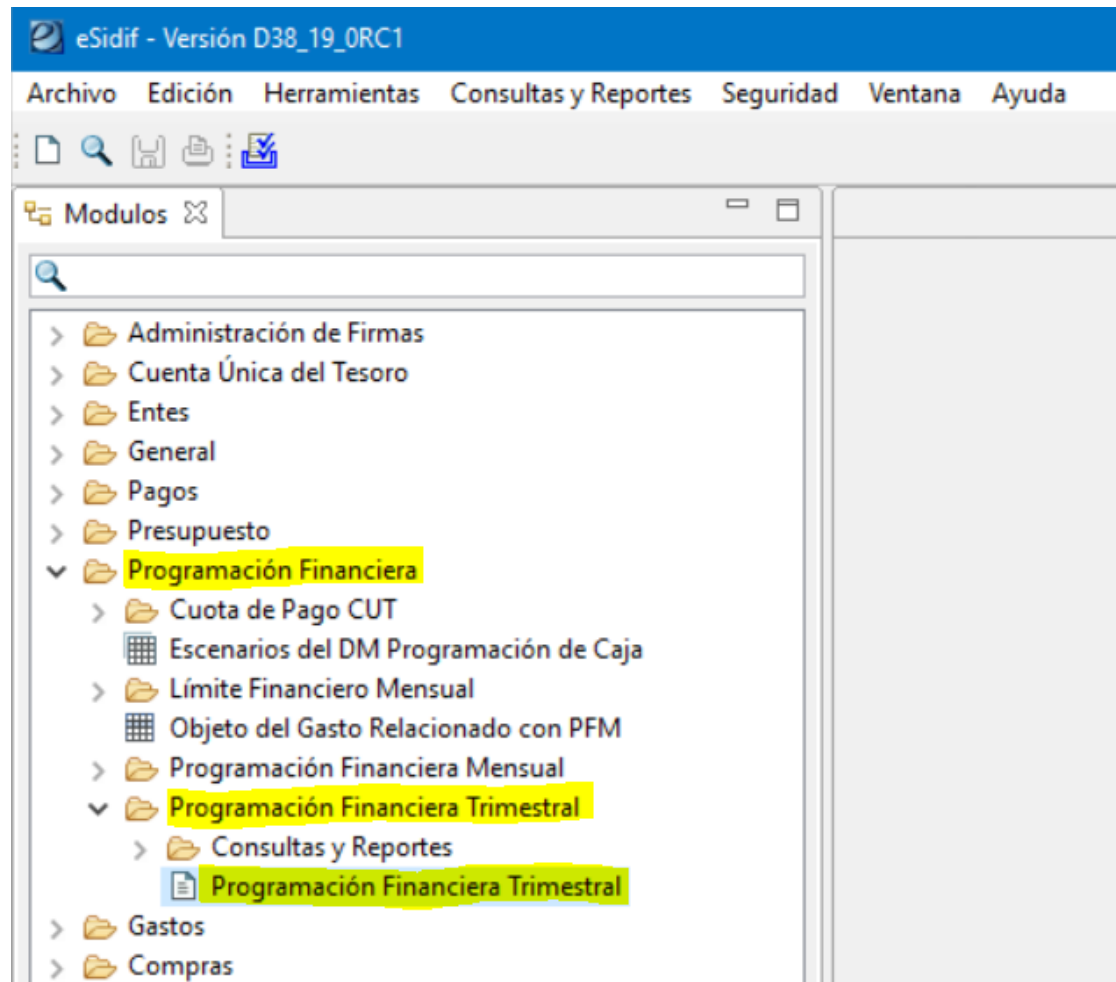 eSidif - Versión D38_19_0RC1
Archivo Edición Herramientas Consultas y Reportes Seguridad Ventana Ayuda
Modulos
Administración de Firmas
Cuenta Única del Tesoro
Entes
General
Pagos
Presupuesto
Programación Financiera
Cuota de Pago CUT
Escenarios del DM Programación de Caja
Límite Financiero Mensual
Objeto del Gasto Relacionado con PFM
Programación Financiera Mensual
Programación Financiera Trimestral
Consultas y Reportes
Programación Financiera Trimestral
Gastos
Compras